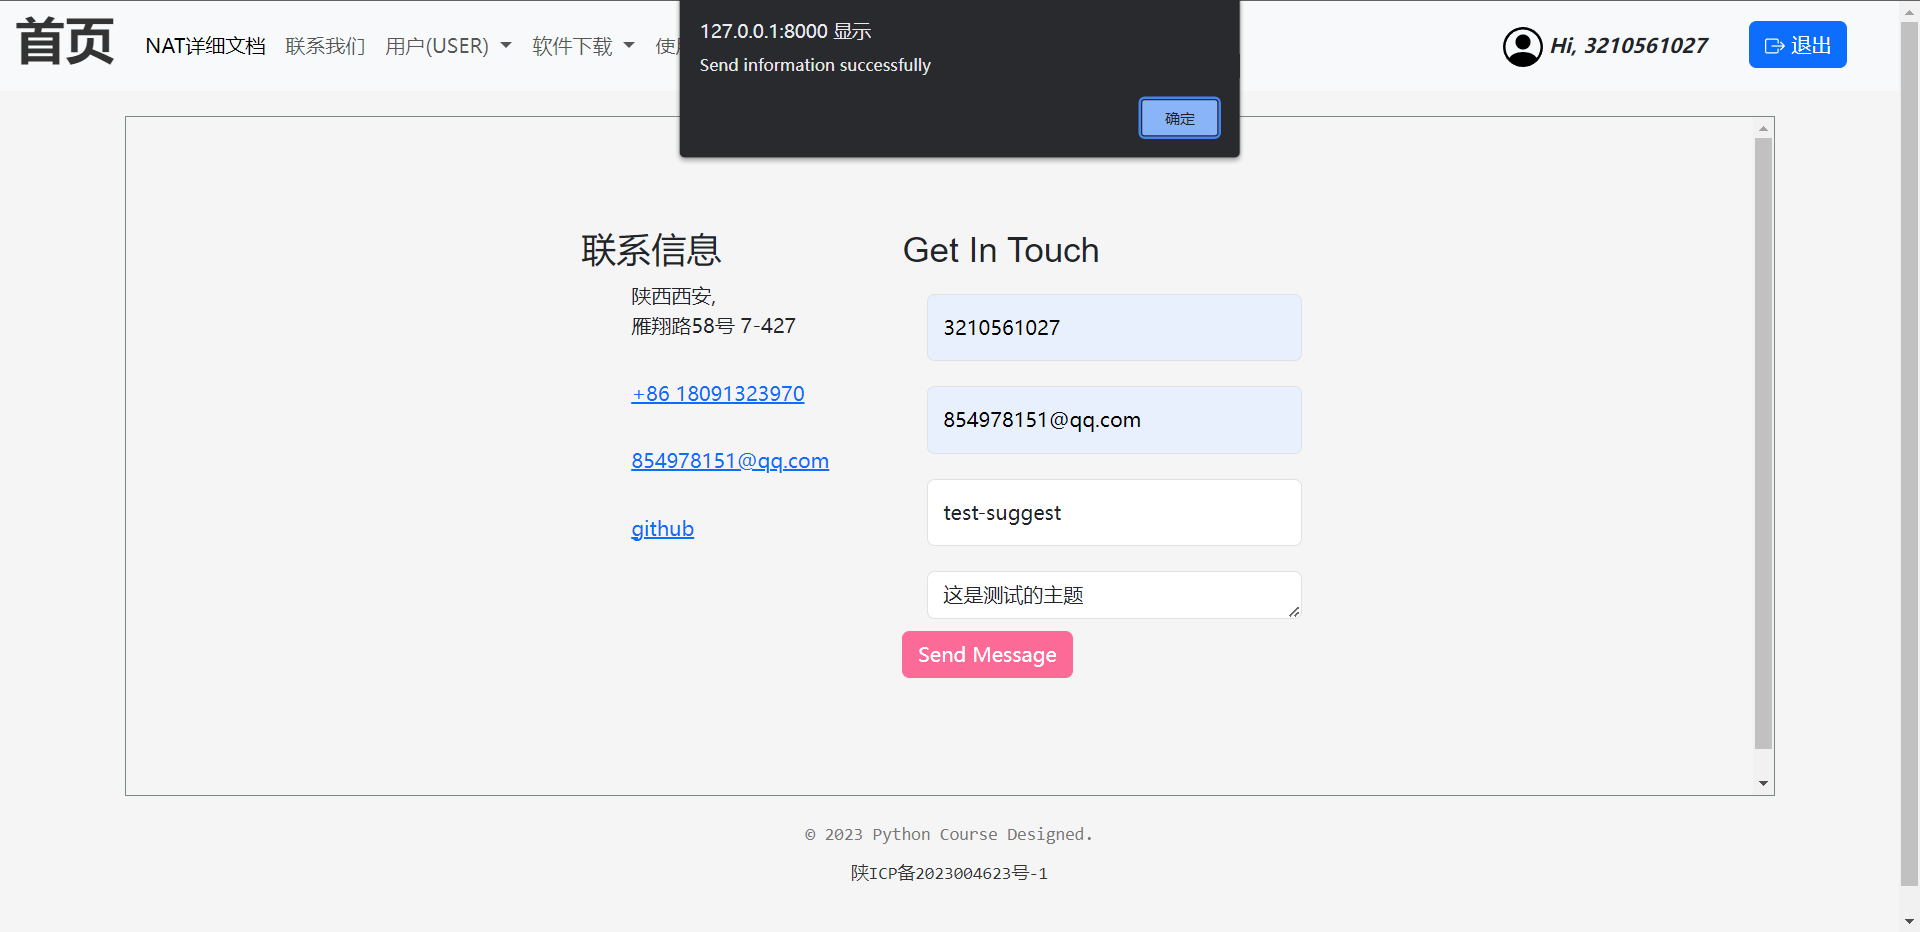 首页
NAT详细文档
联系我们
用户(USER)
软件下载
使
127.0.0.1:8000 显示
Send information successfully
确定
Hi, 3210561027
退出
联系信息
陕西西安,
雁翔路58号 7-427
+86 18091323970
854978151@qq.com
github
Get In Touch
3210561027
854978151@qq.com
test-suggest
这是测试的主题
Send Message
© 2023 Python Course Designed.
陕ICP备2023004623号-1